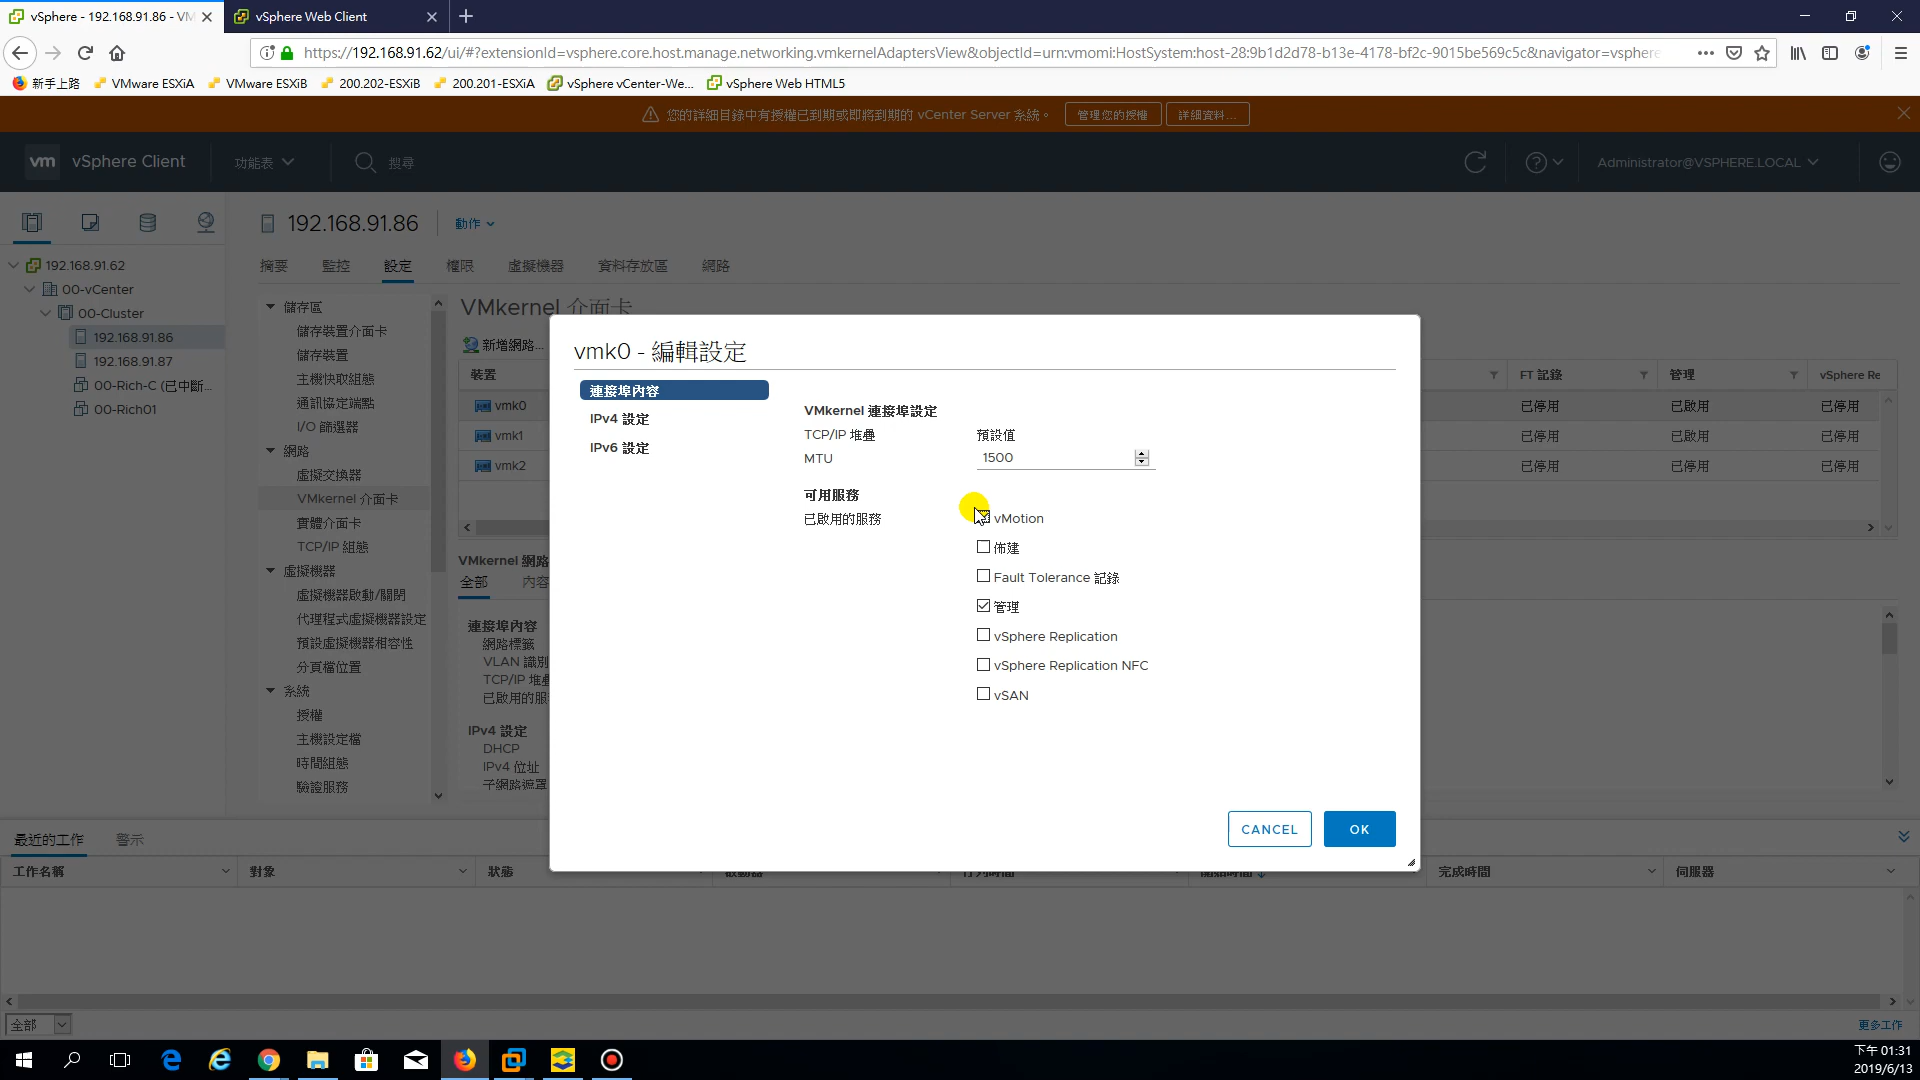 vSphere - 192.168.91.86 - VM
vSphere Web Client
https://192.168.91.62/ui/#?extensionId=vsphere.core.host.manage.networking.vmkernelAdaptersView&objectId=urn:vmomi:HostSystem:host-28:9b1d2d78-b13e-4178-bf2c-9015be569c5c&navigator=vsphere
新手上路
VMware ESXiA
VMware ESXiB
200.202-ESXiB
200.201-ESXiA
vSphere vCenter-We...
vSphere Web HTML5
您的詳細目錄中有授權已到期或即將到期的 vCenter Server 系統。
管理您的授權
詳細資料...
vm vSphere Client
功能表
搜尋
Administrator@VSPHERE.LOCAL
192.168.91.86
動作
摘要 監控 設定 權限 虛擬機器 資料存放區 網路
192.168.91.62
00-vCenter
00-Cluster
192.168.91.86
192.168.91.87
00-Rich-C (已中斷...
00-Rich01
儲存區
儲存裝置介面卡
儲存裝置
主機快取組態
通訊協定端點
I/O 篩選器
網路
虛擬交換器
VMkernel 介面卡
實體介面卡
TCP/IP 組態
虛擬機器
虛擬機器啟動/關閉
代理程式虛擬機器設定
預設虛擬機器相容性
分頁檔位置
系統
授權
主機設定檔
時間組態
驗證服務
VMkernel 介面卡
新增網路...
裝置
FT 記錄
管理
vSphere Re
vmk0
已停用
已啟用
已停用
vmk1
已停用
已啟用
已停用
vmk2
已停用
已停用
已停用
VMkernel 網路
全部 內容
連接埠內容
網路標籤
VLAN 識別
TCP/IP 堆疊
已啟用的服
IPv4 設定
DHCP
IPv4 位址
子網路遮罩
vmk0 - 編輯設定
連接埠內容
IPv4 設定
IPv6 設定
VMkernel 連接埠設定
TCP/IP 堆疊
預設值
MTU
1500
可用服務
已啟用的服務
vMotion
佈建
Fault Tolerance 記錄
管理
vSphere Replication
vSphere Replication NFC
vSAN
CANCEL
OK
最近的工作 警示
工作名稱
對象
狀態
完成時間
伺服器
全部
更多工作
下午 01:31
2019/6/13